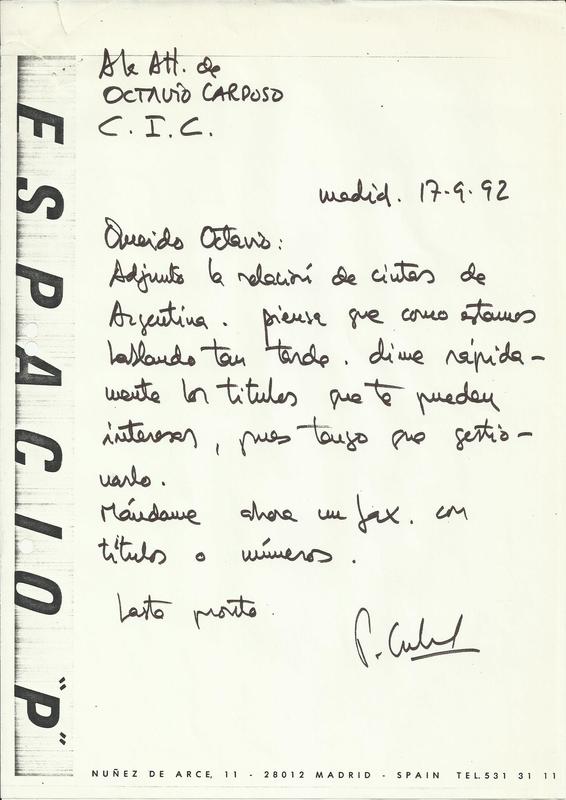 A la Att. de
OCTAVIO CARDOSO
C. I. C.
madrid. 17-9-92
Querido Octavio:
Adjunto la relación de cintas de
Argentina. piensa que como estamos
hablando tan tarde. dime rápida-
mente los titulos que te pueden
interesar, pues tengo que gestio-
narlo.
Mándame ahora un fax. con
títulos o números.
hasta pronto.
ESPACIO "P"
NUÑEZ DE ARCE, 11 - 28012 MADRID - SPAIN TEL.531 31 11